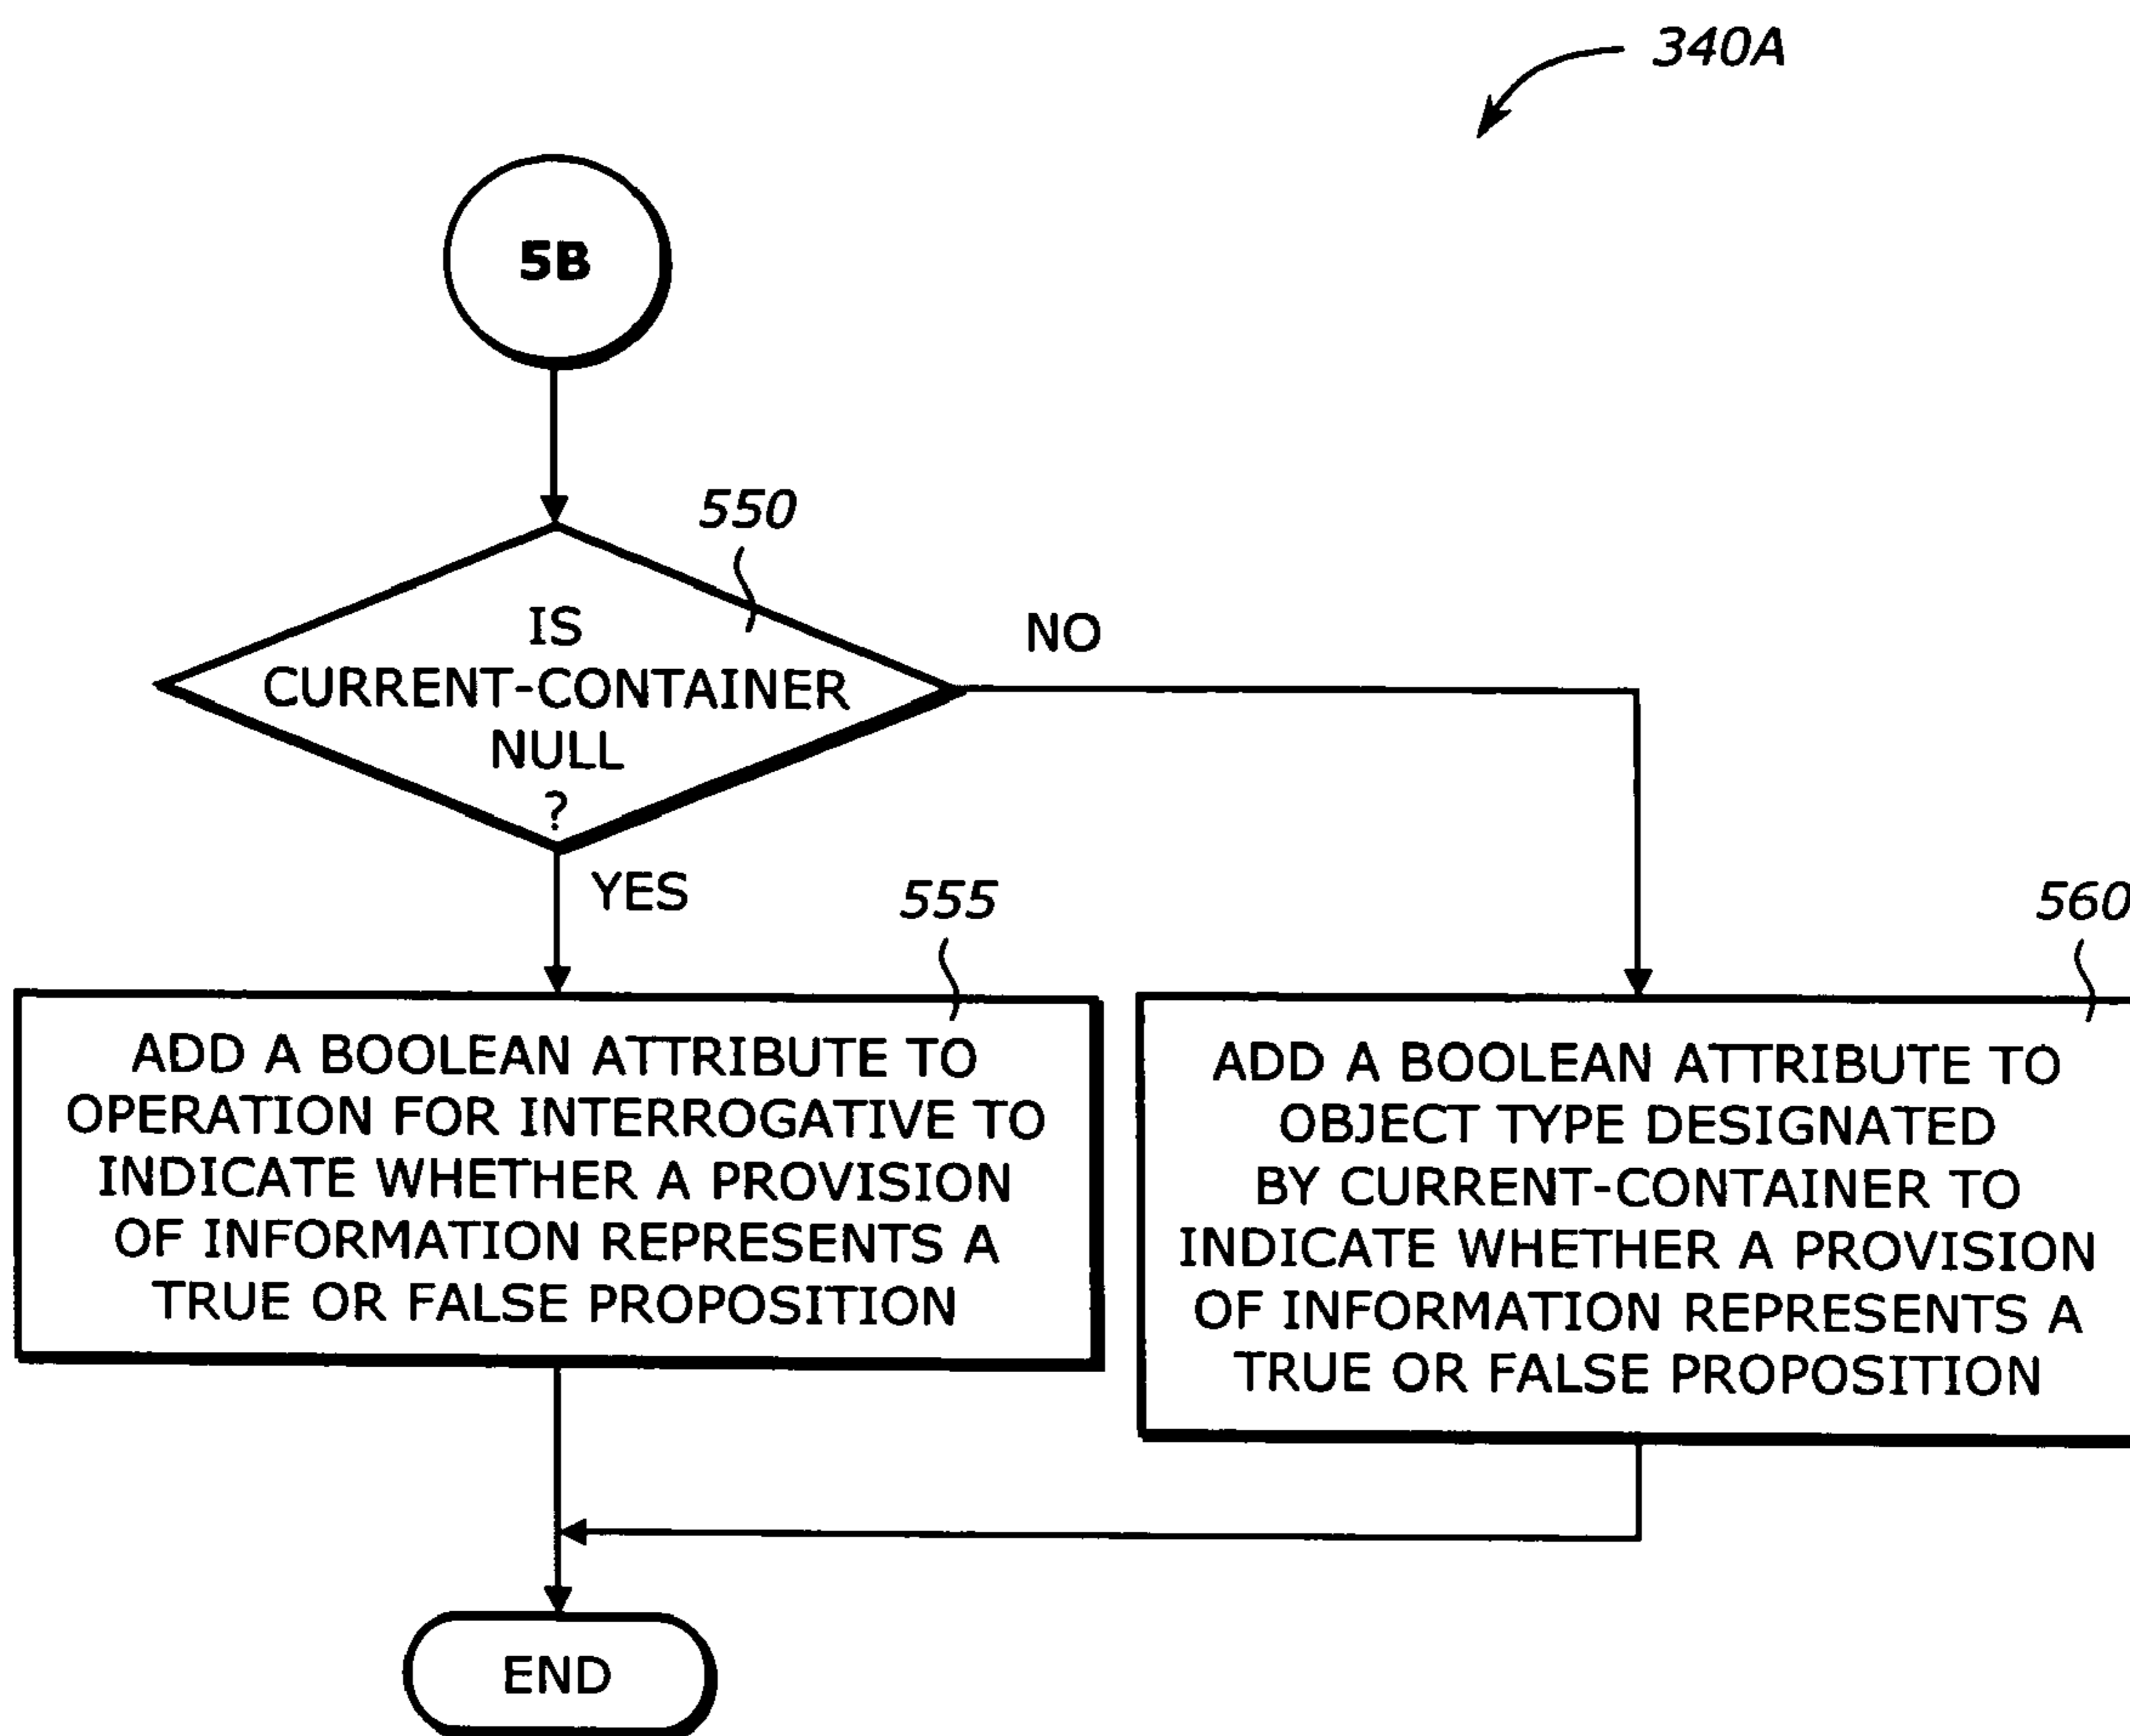 340A
5B
550
IS
CURRENT-CONTAINER
NULL
?
NO
YES
555
560
ADD A BOOLEAN ATTRIBUTE TO
OPERATION FOR INTERROGATIVE TO
INDICATE WHETHER A PROVISION
OF INFORMATION REPRESENTS A
TRUE OR FALSE PROPOSITION
ADD A BOOLEAN ATTRIBUTE TO
OBJECT TYPE DESIGNATED
BY CURRENT-CONTAINER TO
INDICATE WHETHER A PROVISION
OF INFORMATION REPRESENTS A
TRUE OR FALSE PROPOSITION
END